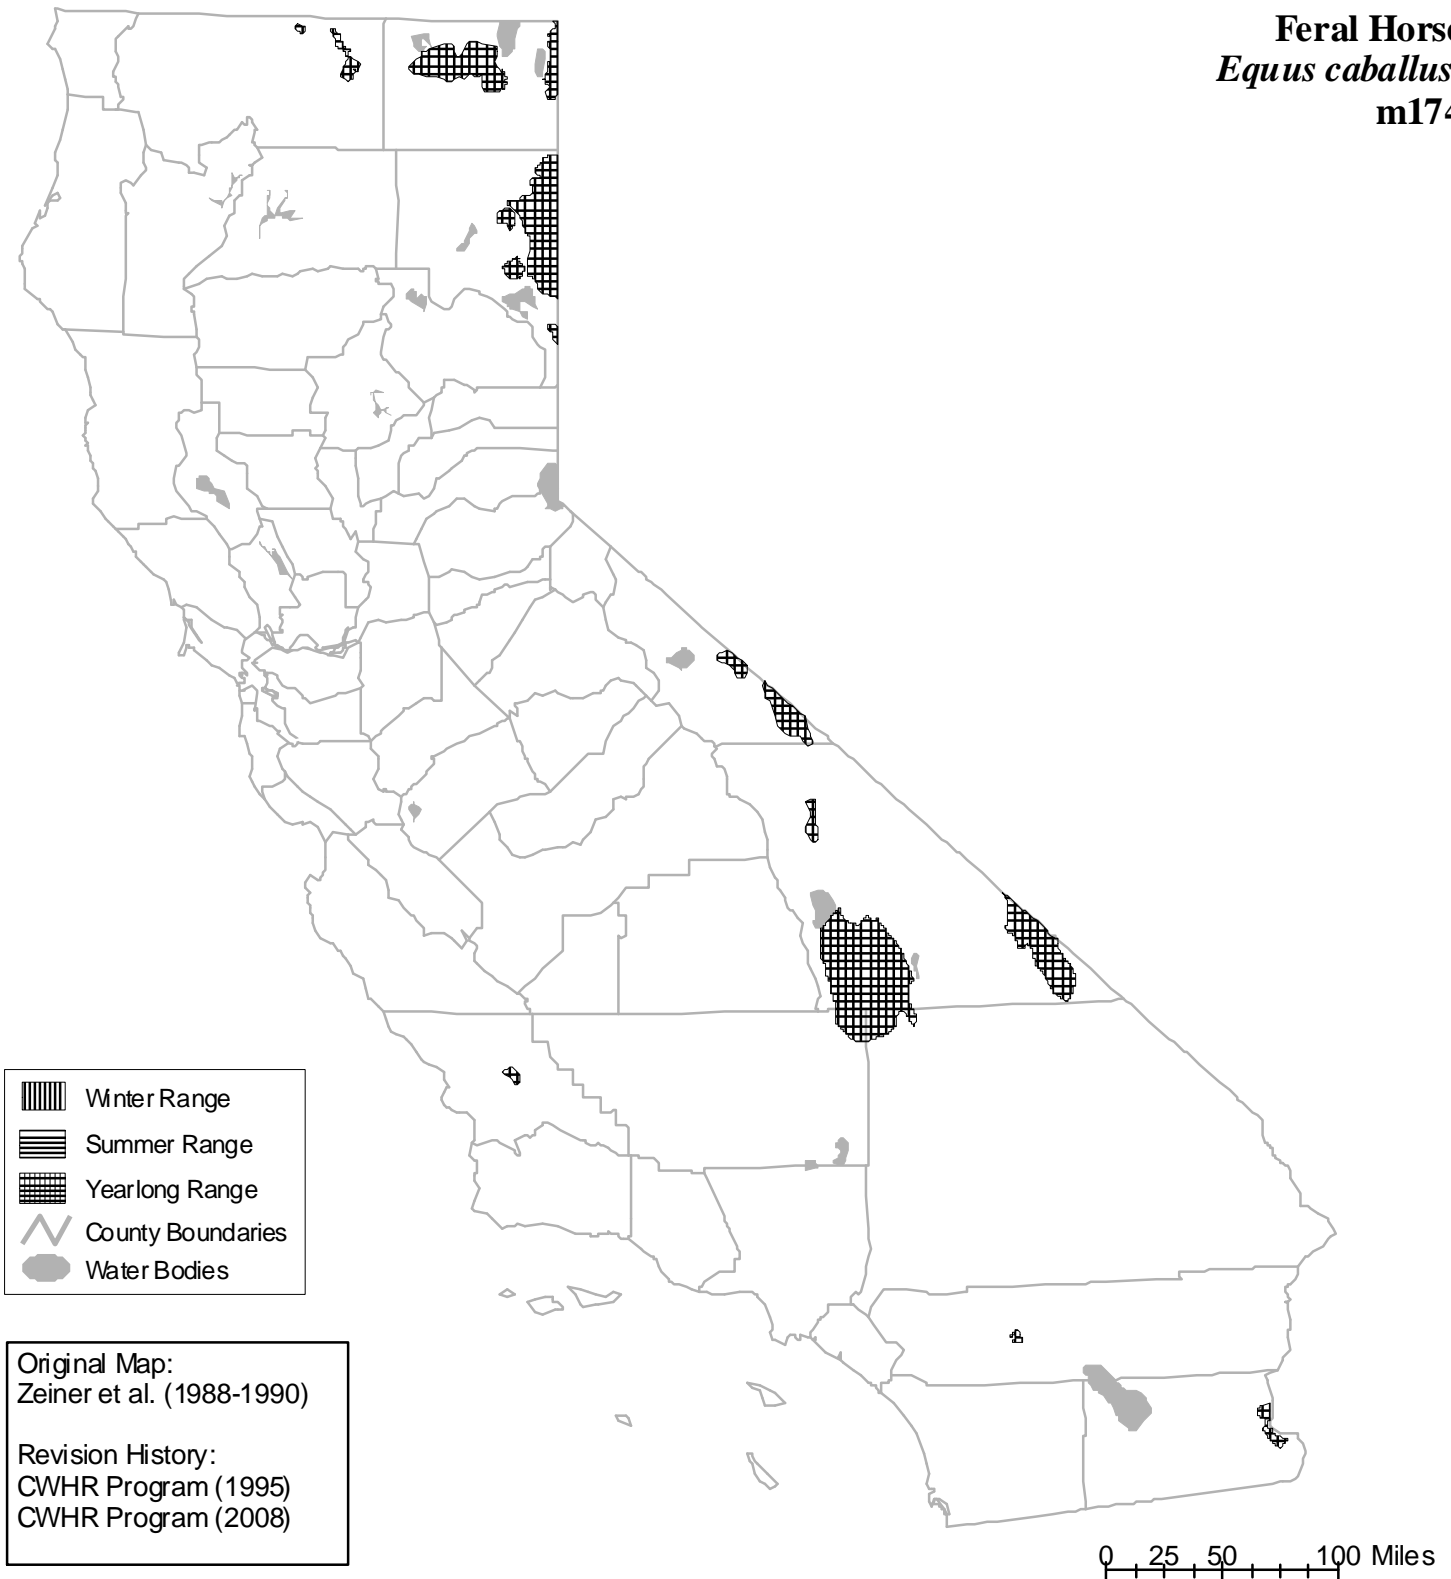 Feral Horse
Equus caballus
m174
Winter Range
Summer Range
Yearlong Range
County Boundaries
Water Bodies
Original Map:
Zeiner et al. (1988-1990)
Revision History:
CWHR Program (1995)
CWHR Program (2008)
0 25 50 100 Miles